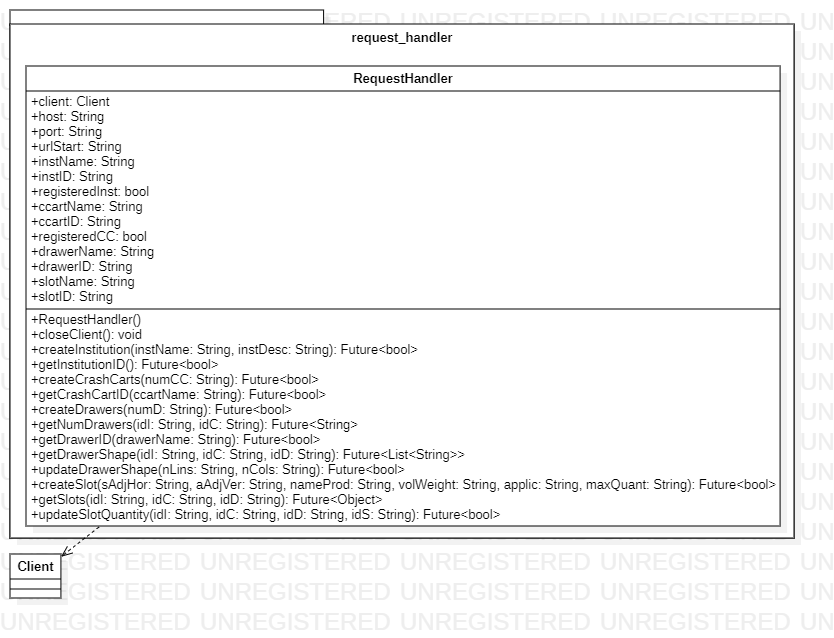 request_handler
RequestHandler
+client: Client
+host: String
+port: String
+urlStart: String
+instName: String
+instID: String
+registeredInst: bool
+ccartName: String
+ccartID: String
+registeredCC: bool
+drawerName: String
+drawerID: String
+slotName: String
+slotID: String
+RequestHandler()
+closeClient(): void
+createInstitution(instName: String, instDesc: String): Future<bool>
+getInstitutionID(): Future<bool>
+createCrashCarts(numCC: String): Future<bool>
+getCrashCartID(ccartName: String): Future<bool>
+createDrawers(numD: String): Future<bool>
+getNumDrawers(idI: String, idC: String): Future<String>
+getDrawerID(drawerName: String): Future<bool>
+getDrawerShape(idI: String, idC: String, idD: String): Future<List<String>>
+updateDrawerShape(nLins: String, nCols: String): Future<bool>
+createSlot(sAdjHor: String, aAdjVer: String, nameProd: String, volWeight: String, applic: String, maxQuant: String): Future<bool>
+getSlots(idI: String, idC: String, idD: String): Future<Object>
+updateSlotQuantity(idI: String, idC: String, idD: String, idS: String): Future<bool>
Client
UNREGISTERED UNREGISTERED UNREGISTERED UNREGISTERED UN